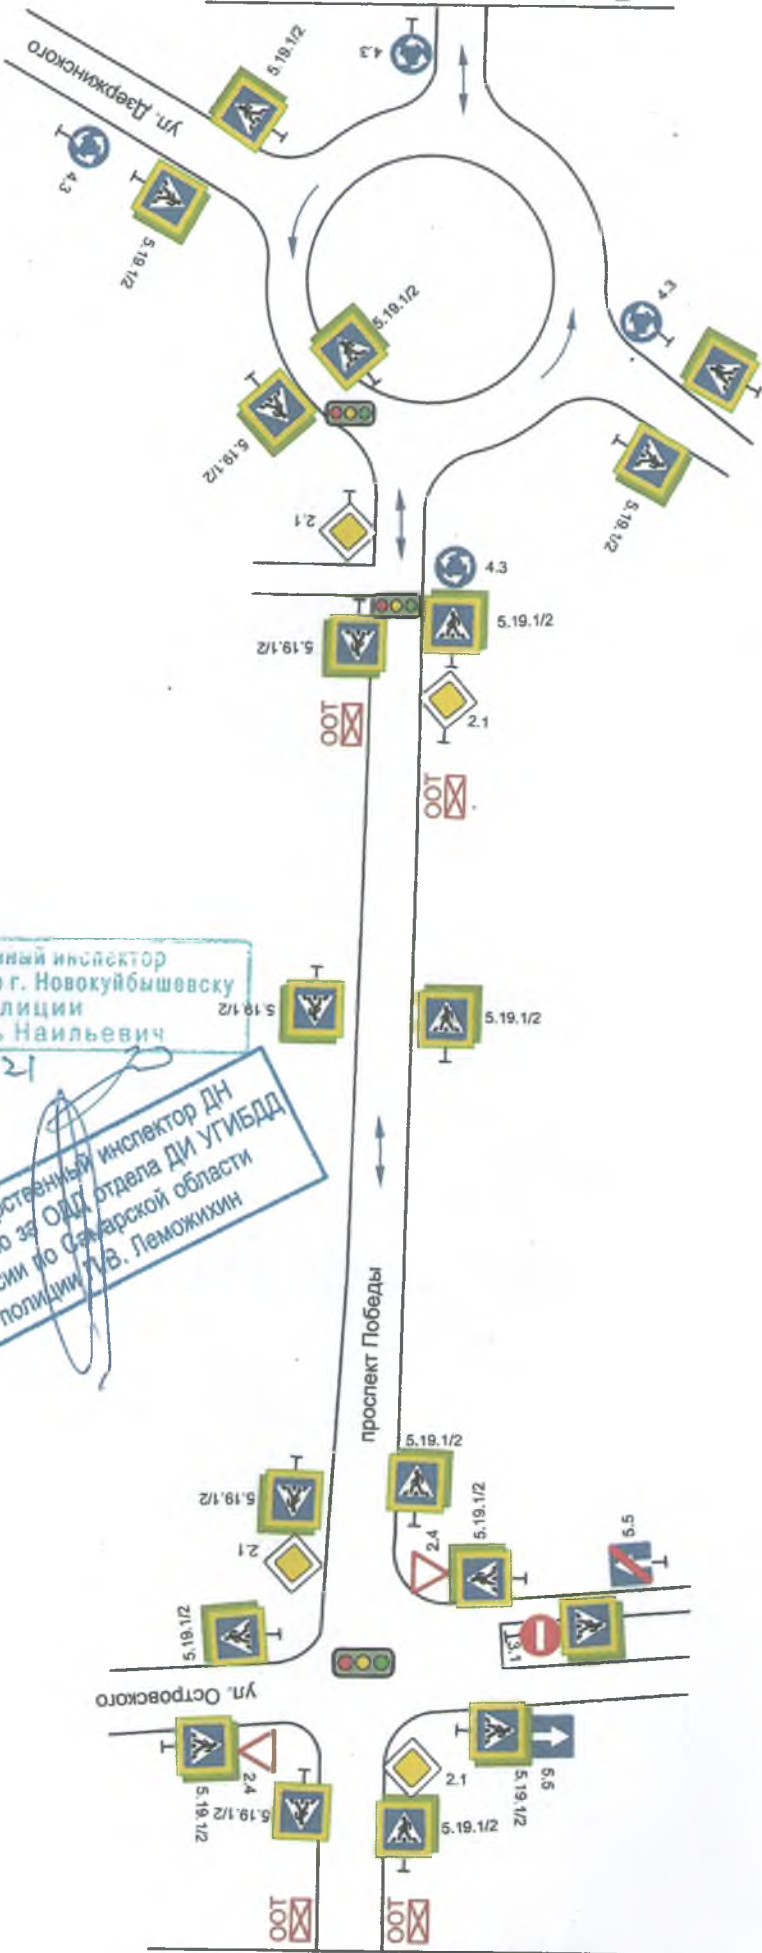 4.3
5.19.1/2
ул. Дзержинского
4.3
5.19.1/2
5.19.1/2
4.3
5.19.1/2
5.19.1/2
2.1
4.3
5.19.1/2
5.19.1/2
2.1
ООТ
ООТ
инспектор
г. Новокуйбышевску
Наильевич
21
5.19.1/2
5.19.1/2
инспектор ДН
за ОДД отдела ДИ УГИБДД
по Самарской области
полиции В. Леможихин
проспект Победы
5.19.1/2
5.19.1/2
2.1
2.4
5.19.1/2
5.5
5.19.1/2
3.1
ул. Островского
5.19.1/2
2.4
5.19.1/2
2.1
5.19.1/2
5.19.1/2
5.5
ООТ
ООТ